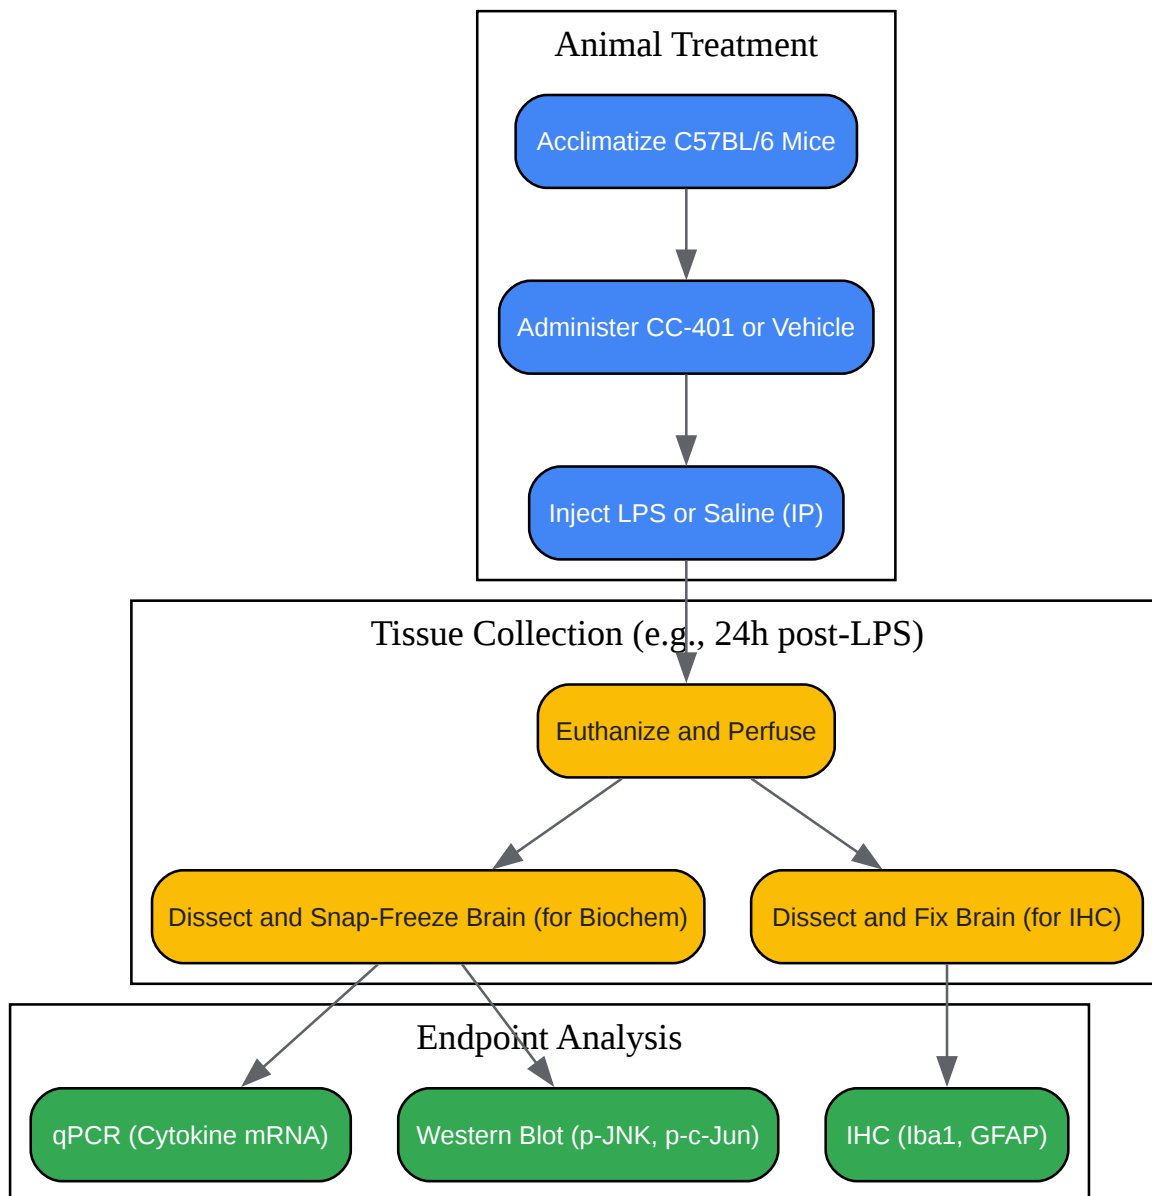 Animal Treatment
Acclimatize C57BL/6 Mice
Administer CC-401 or Vehicle
Inject LPS or Saline (IP)
Tissue Collection (e.g., 24h post-LPS)
Euthanize and Perfuse
Dissect and Snap-Freeze Brain (for Biochem)
Dissect and Fix Brain (for IHC)
Endpoint Analysis
qPCR (Cytokine mRNA)
Western Blot (p-JNK, p-c-Jun)
IHC (Iba1, GFAP)